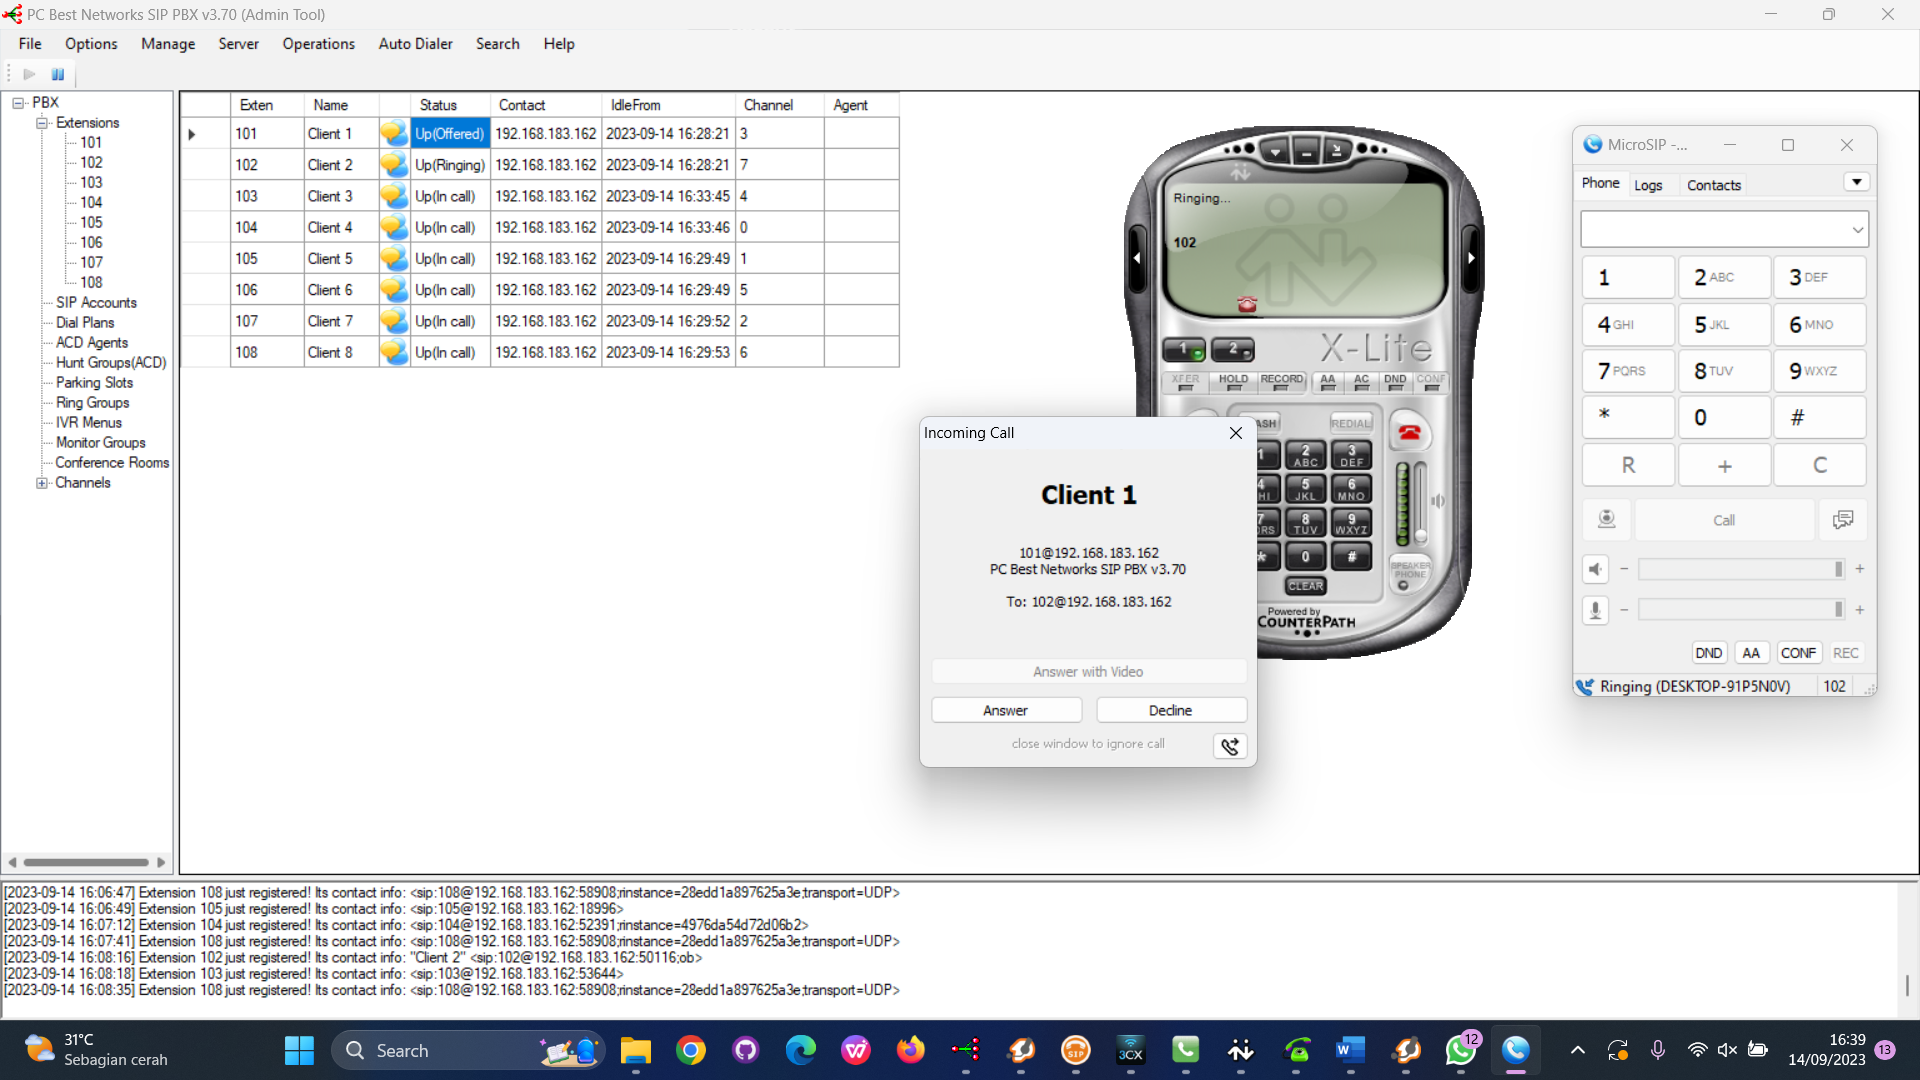 PC Best Networks SIP PBX v3.70 (Admin Tool)
File Options Manage Server Operations Auto Dialer Search Help
PBX
Extensions
101
102
103
104
105
106
107
108
SIP Accounts
Dial Plans
ACD Agents
Hunt Groups(ACD)
Parking Slots
Ring Groups
IVR Menus
Monitor Groups
Conference Rooms
Channels
Exten Name Status Contact IdleFrom Channel Agent
101 Client 1 Up(Offered) 192.168.183.162 2023-09-14 16:28:21 3
102 Client 2 Up(Ringing) 192.168.183.162 2023-09-14 16:28:21 7
103 Client 3 Up(In call) 192.168.183.162 2023-09-14 16:33:45 4
104 Client 4 Up(In call) 192.168.183.162 2023-09-14 16:33:46 0
105 Client 5 Up(In call) 192.168.183.162 2023-09-14 16:29:49 1
106 Client 6 Up(In call) 192.168.183.162 2023-09-14 16:29:49 5
107 Client 7 Up(In call) 192.168.183.162 2023-09-14 16:29:52 2
108 Client 8 Up(In call) 192.168.183.162 2023-09-14 16:29:53 6
Ringing...
102
1 2 X-Lite
XFER HOLD RECORD AA AC DND CONF
ASH REDIAL
1 2 ABC 3 DEF
4 HI 5 JKL 6 MNO
7 RS 8 TUV 9 WXYZ
* 0 #
SPEAKER PHONE
CLEAR
Powered by
COUNTERPATH
Incoming Call
Client 1
101@192.168.183.162
PC Best Networks SIP PBX v3.70
To: 102@192.168.183.162
Answer with Video
Answer Decline
close window to ignore call
MicroSIP -...
Phone Logs Contacts
1 2 ABC 3 DEF
4 GHI 5 JKL 6 MNO
7 PQRS 8 TUV 9 WXYZ
* 0 #
R + C
Call
− +
− +
DND AA CONF REC
Ringing (DESKTOP-91P5N0V) 102
[2023-09-14 16:06:47] Extension 108 just registered! Its contact info: <sip:108@192.168.183.162:58908;rinstance=28edd1a897625a3e;transport=UDP>
[2023-09-14 16:06:49] Extension 105 just registered! Its contact info: <sip:105@192.168.183.162:18996>
[2023-09-14 16:07:12] Extension 104 just registered! Its contact info: <sip:104@192.168.183.162:52391;rinstance=4976da54d72d06b2>
[2023-09-14 16:07:41] Extension 108 just registered! Its contact info: <sip:108@192.168.183.162:58908;rinstance=28edd1a897625a3e;transport=UDP>
[2023-09-14 16:08:16] Extension 102 just registered! Its contact info: "Client 2" <sip:102@192.168.183.162:50116;ob>
[2023-09-14 16:08:18] Extension 103 just registered! Its contact info: <sip:103@192.168.183.162:53644>
[2023-09-14 16:08:35] Extension 108 just registered! Its contact info: <sip:108@192.168.183.162:58908;rinstance=28edd1a897625a3e;transport=UDP>
31°C
Sebagian cerah
Search
SIP
3CX
W
12
16:39
14/09/2023
13